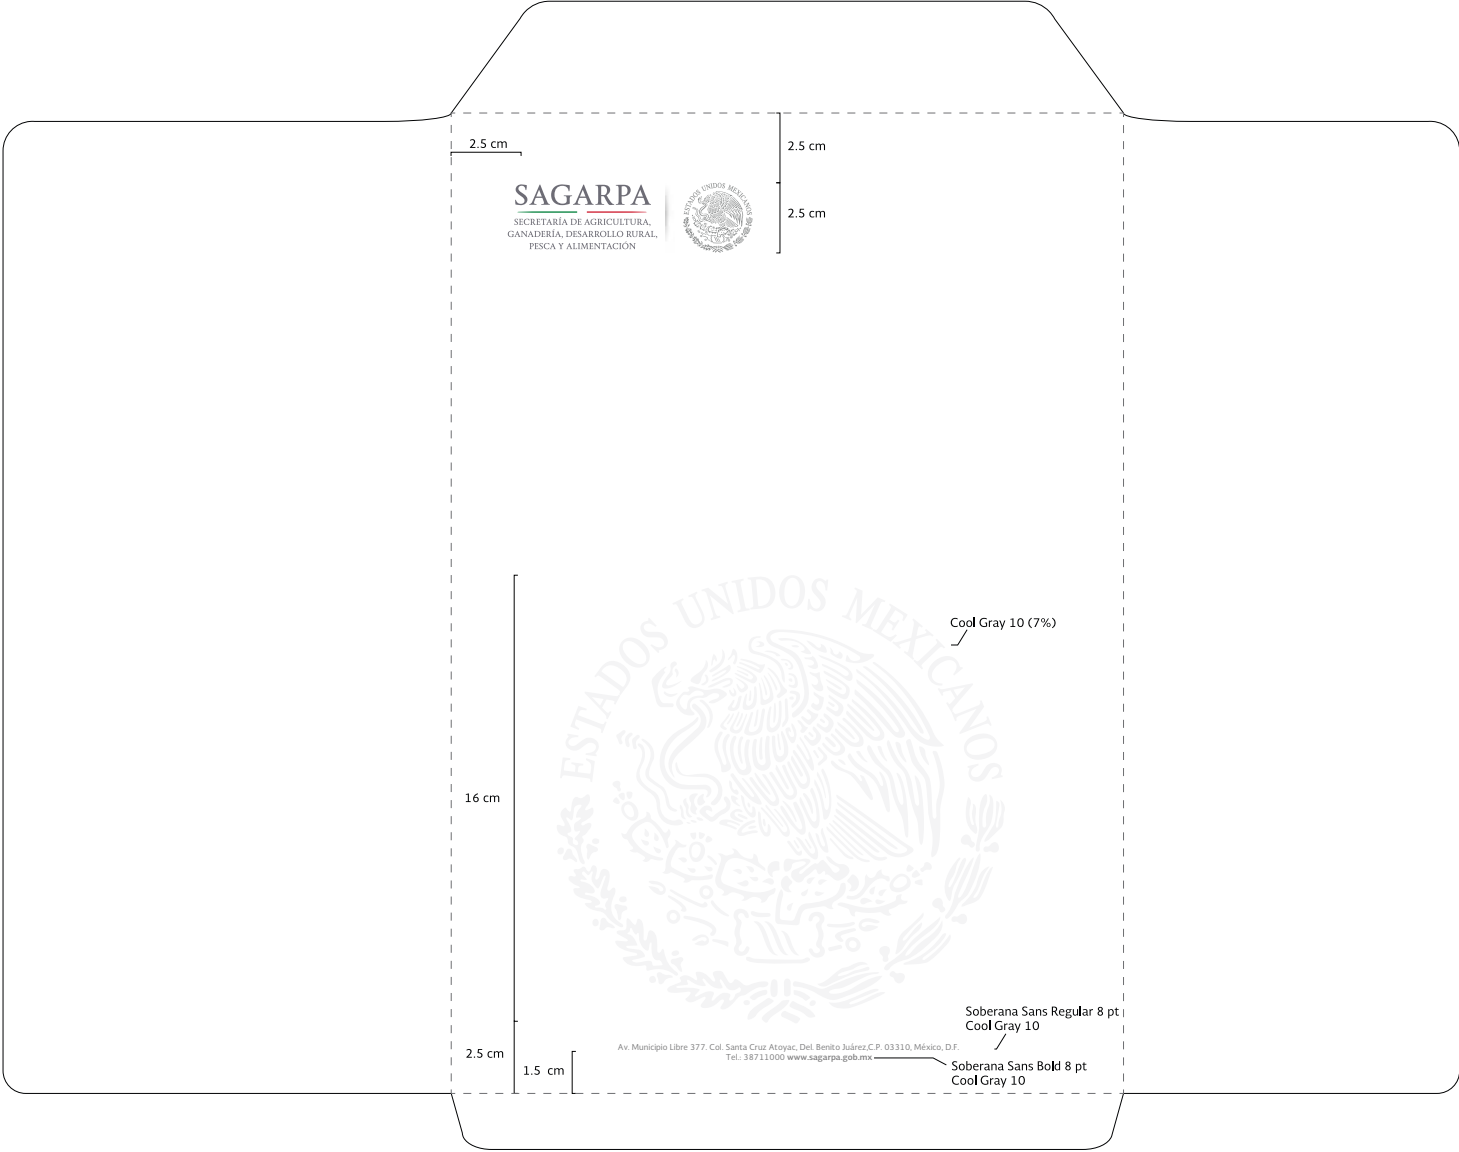 2.5 cm
2.5 cm
SAGARPA
SECRETARÍA DE AGRICULTURA,
GANADERÍA, DESARROLLO RURAL,
PESCA Y ALIMENTACIÓN
ESTADOS UNIDOS MEXICANOS
2.5 cm
ESTADOS UNIDOS MEXICANOS
Cool Gray 10 (7%)
16 cm
Soberana Sans Regular 8 pt
Cool Gray 10
Av. Municipio Libre 377. Col. Santa Cruz Atoyac, Del. Benito Juárez,C.P. 03310, México, D.F.
Tel.: 38711000 www.sagarpa.gob.mx
2.5 cm
1.5 cm
Soberana Sans Bold 8 pt
Cool Gray 10